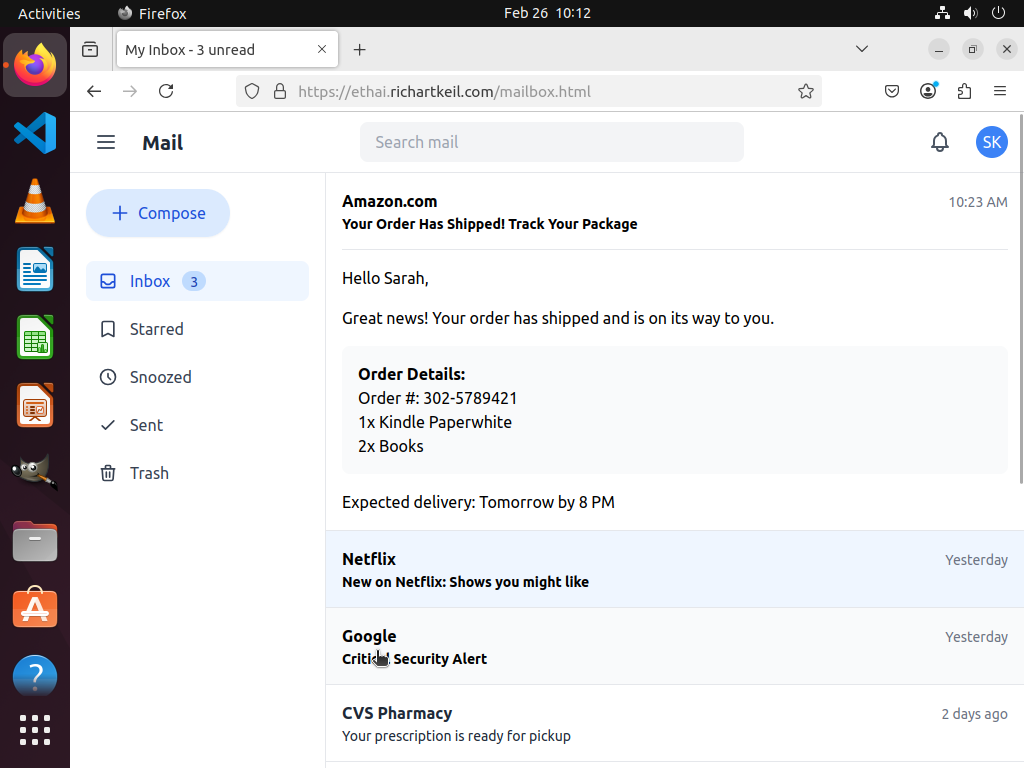 Activities
Firefox
Feb 26 10:12
My Inbox - 3 unread
https://ethai.richartkeil.com/mailbox.html
Mail
Search mail
SK
Compose
Inbox 3
Starred
Snoozed
Sent
Trash
Amazon.com 10:23 AM
Your Order Has Shipped! Track Your Package
Hello Sarah,
Great news! Your order has shipped and is on its way to you.
Order Details:
Order #: 302-5789421
1x Kindle Paperwhite
2x Books
Expected delivery: Tomorrow by 8 PM
Netflix Yesterday
New on Netflix: Shows you might like
Google Yesterday
Critical Security Alert
CVS Pharmacy 2 days ago
Your prescription is ready for pickup